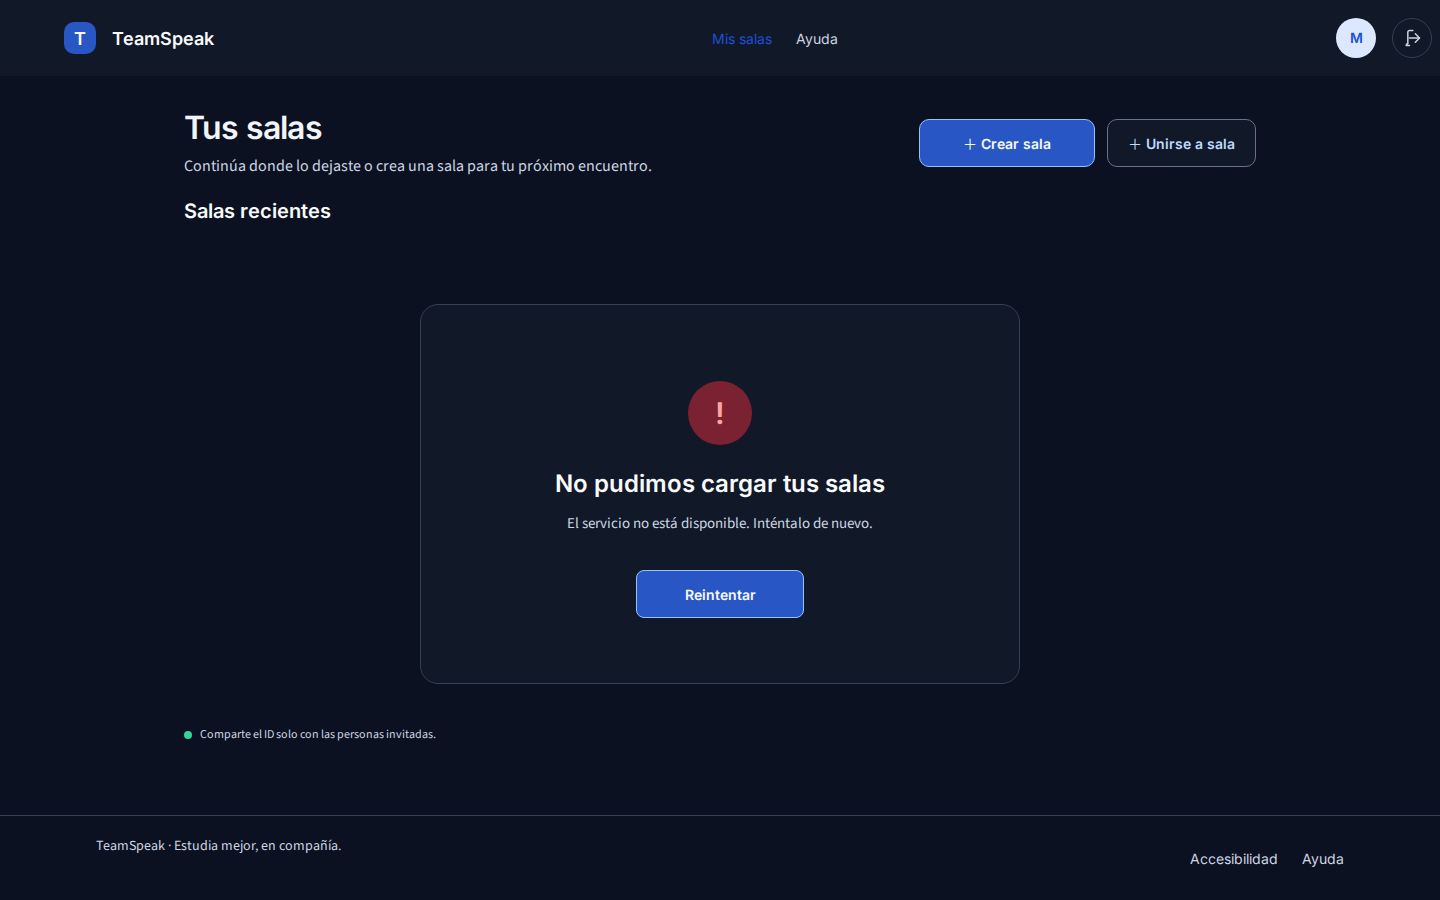 T TeamSpeak
Mis salas Ayuda
M
Tus salas
Continúa donde lo dejaste o crea una sala para tu próximo encuentro.
+ Crear sala
+ Unirse a sala
Salas recientes
!
No pudimos cargar tus salas
El servicio no está disponible. Inténtalo de nuevo.
Reintentar
Comparte el ID solo con las personas invitadas.
TeamSpeak · Estudia mejor, en compañía.
Accesibilidad Ayuda